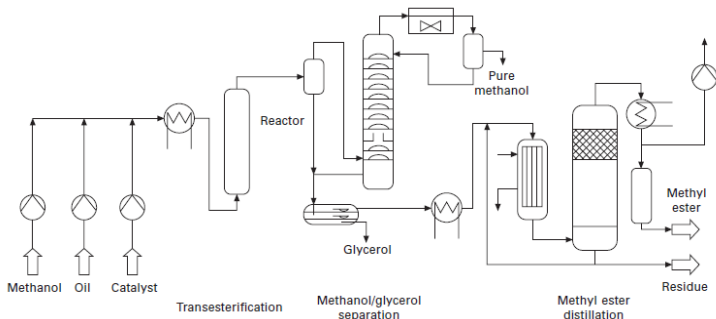 Pure
methanol
Reactor
Methyl
ester
Glycerol
Methanol
Oil
Catalyst
Residue
Transesterification
Methanol/glycerol
separation
Methyl ester
distillation